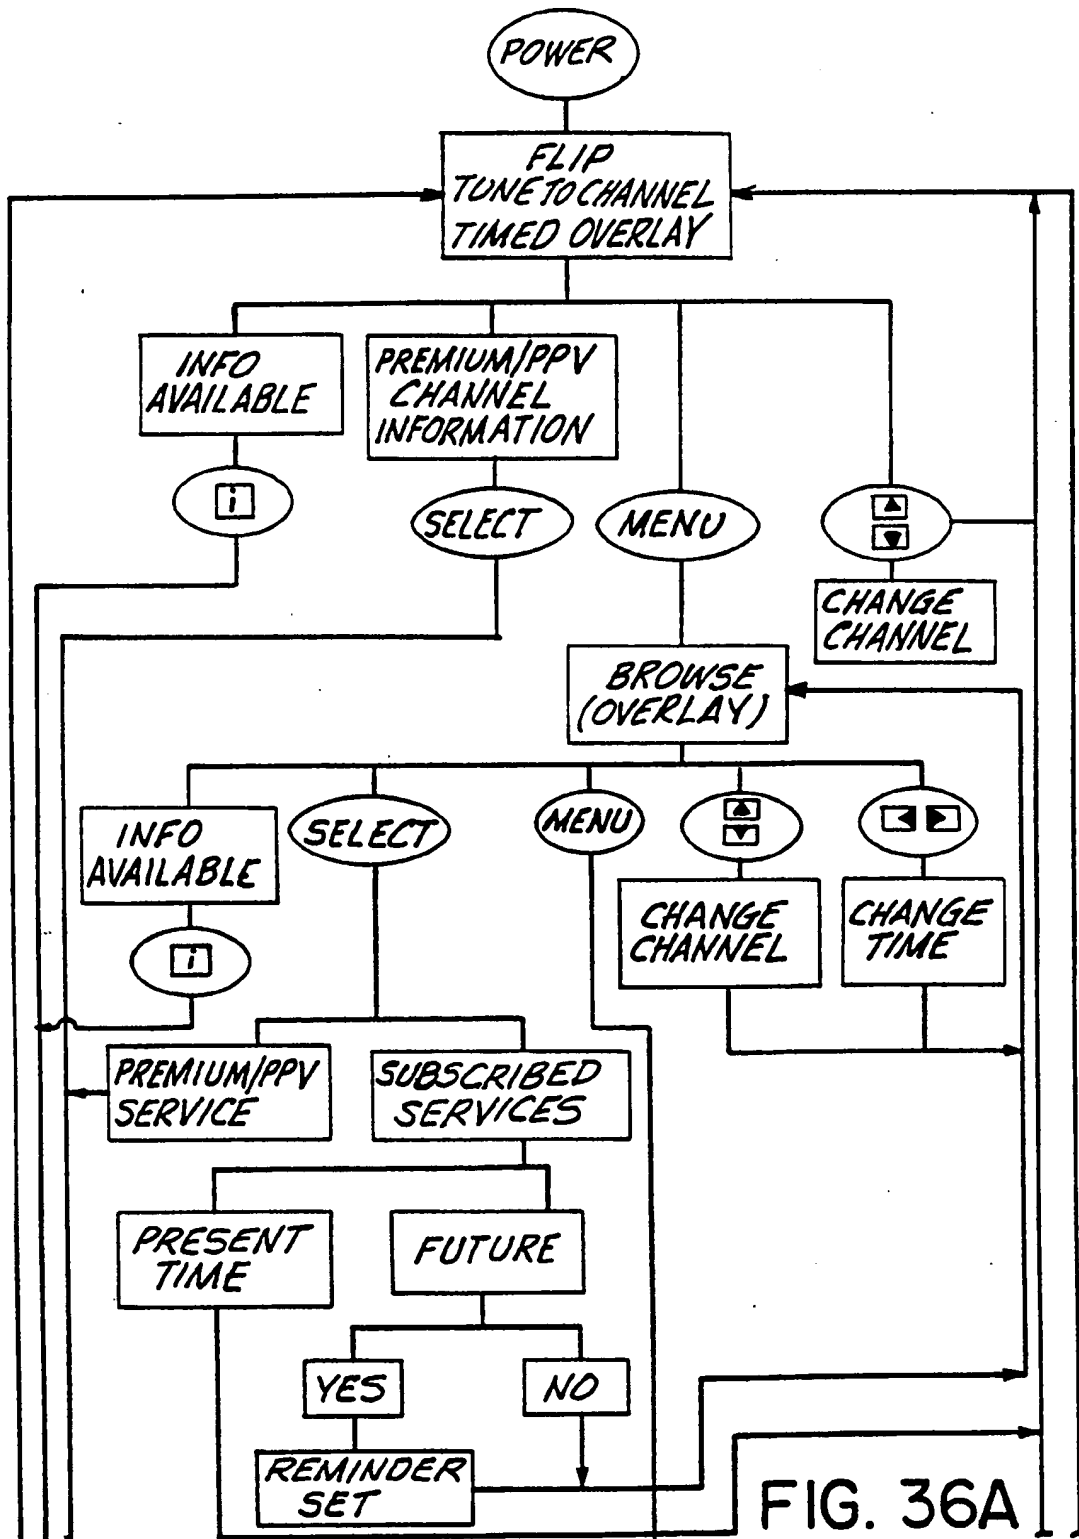 POWER
FLIP
TUNE TO CHANNEL
TIMED OVERLAY
INFO
AVAILABLE
PREMIUM/PPV
CHANNEL
INFORMATION
i
SELECT
MENU
CHANGE
CHANNEL
BROWSE
(OVERLAY)
INFO
AVAILABLE
SELECT
MENU
i
CHANGE
CHANNEL
CHANGE
TIME
PREMIUM/PPV
SERVICE
SUBSCRIBED
SERVICES
PRESENT
TIME
FUTURE
YES
NO
REMINDER
SET
FIG. 36A